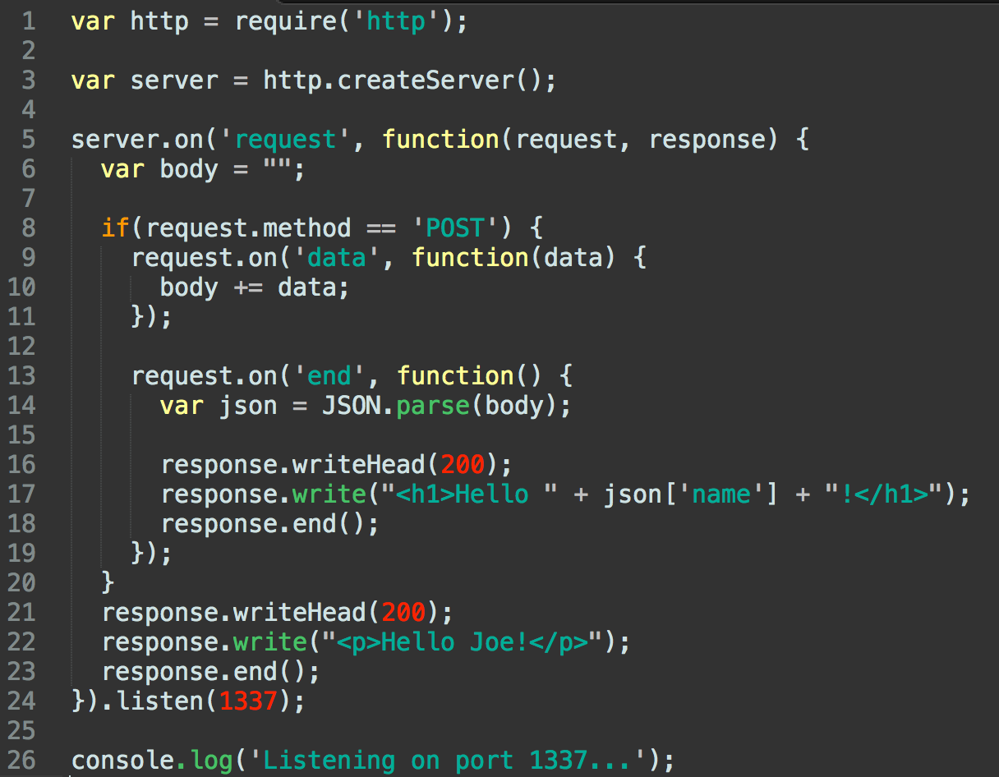 1 var http = require('http');
2
3 var server = http.createServer();
4
5 server.on('request', function(request, response) {
6   var body = "";
7
8   if(request.method == 'POST') {
9     request.on('data', function(data) {
10       body += data;
11     });
12
13     request.on('end', function() {
14       var json = JSON.parse(body);
15
16       response.writeHead(200);
17       response.write("<h1>Hello " + json['name'] + "!</h1>");
18       response.end();
19     });
20   }
21   response.writeHead(200);
22   response.write("<p>Hello Joe!</p>");
23   response.end();
24 }).listen(1337);
25
26 console.log('Listening on port 1337...');